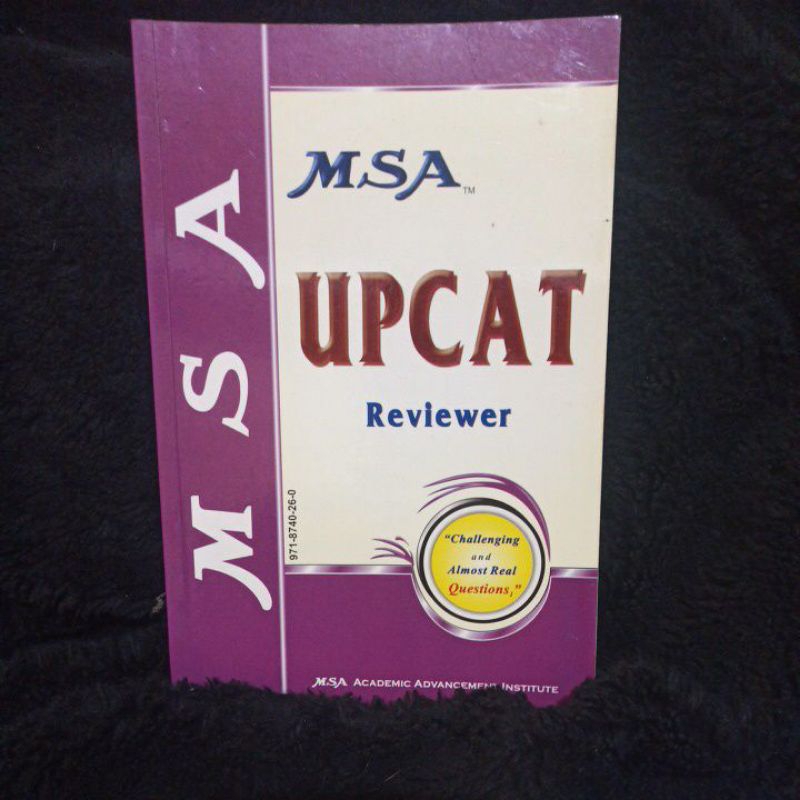 MSA
MSA™
UPCAT
Reviewer
971-8740-26-0
"Challenging
and
Almost Real
Questions,"
MSA ACADEMIC ADVANCEMENT INSTITUTE